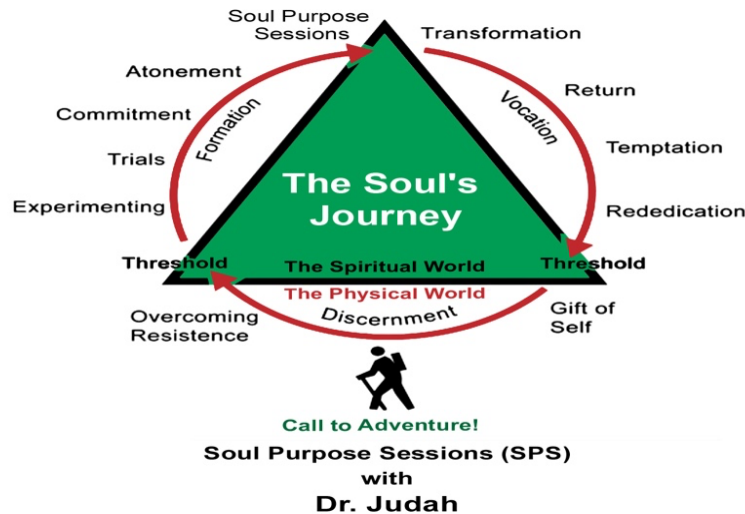 Soul Purpose
Sessions
Transformation
Atonement
Return
Commitment
Formation
Vocation
Trials
Temptation
Experimenting
Rededication
The Soul's
Journey
Threshold
The Spiritual World
Threshold
The Physical World
Discernment
Overcoming
Resistence
Gift of
Self
Call to Adventure!
Soul Purpose Sessions (SPS)
with
Dr. Judah